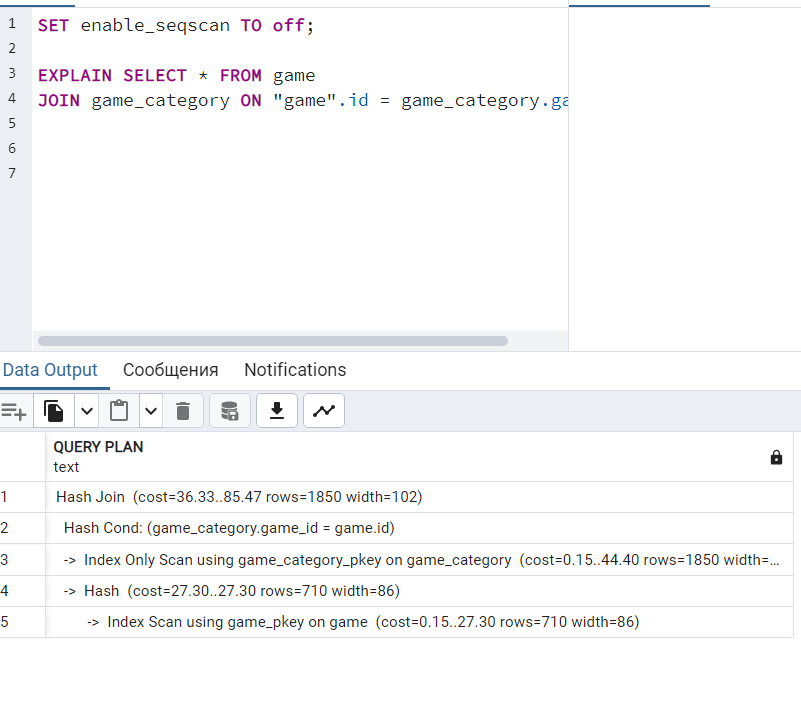 1 SET enable_seqscan TO off;
2
3 EXPLAIN SELECT * FROM game
4 JOIN game_category ON "game".id = game_category.ga
5
6
7
Data Output Сообщения Notifications
QUERY PLAN
text
1 Hash Join (cost=36.33..85.47 rows=1850 width=102)
2 Hash Cond: (game_category.game_id = game.id)
3 -> Index Only Scan using game_category_pkey on game_category (cost=0.15..44.40 rows=1850 width=...
4 -> Hash (cost=27.30..27.30 rows=710 width=86)
5 -> Index Scan using game_pkey on game (cost=0.15..27.30 rows=710 width=86)